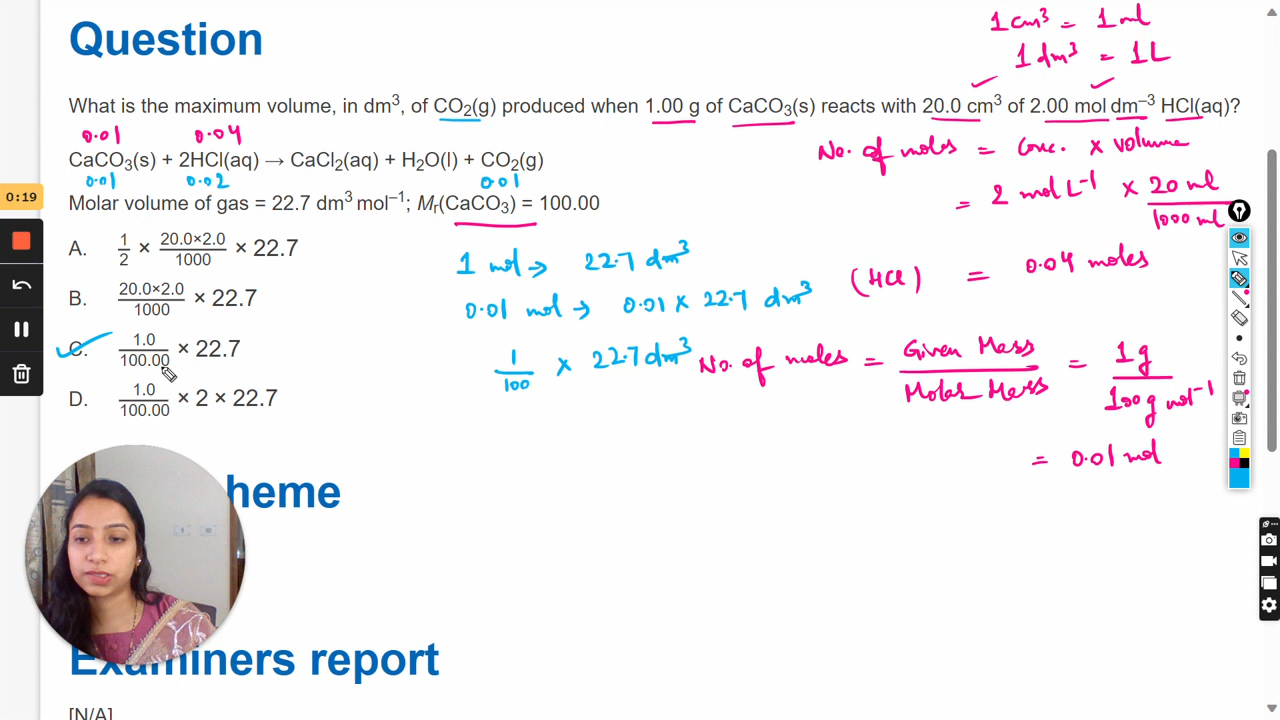 1 cm³ = 1 ml
1 dm³ = 1L
Question
What is the maximum volume, in dm³, of CO₂(g) produced when 1.00 g of CaCO₃(s) reacts with 20.0 cm³ of 2.00 mol dm⁻³ HCl(aq)?
0.01 0.04
CaCO₃(s) + 2HCl(aq) → CaCl₂(aq) + H₂O(l) + CO₂(g)
0.01 0.02 0.01
Molar volume of gas = 22.7 dm³ mol⁻¹; Mr(CaCO₃) = 100.00
No. of moles = Conc. × volume
= 2 mol L⁻¹ × 20 ml / 1000 ml
(HCl) = 0.04 moles
A. 1/2 × 20.0×2.0/1000 × 22.7
B. 20.0×2.0/1000 × 22.7
C. 1.0/100.00 × 22.7
D. 1.0/100.00 × 2 × 22.7
1 mol → 22.7 dm³
0.01 mol → 0.01 × 22.7 dm³
1/100 × 22.7 dm³
No. of moles = Given Mass / Molar Mass = 1g / 100g mol⁻¹
= 0.01 mol
0:19
heme
Examiners report
[N/A]